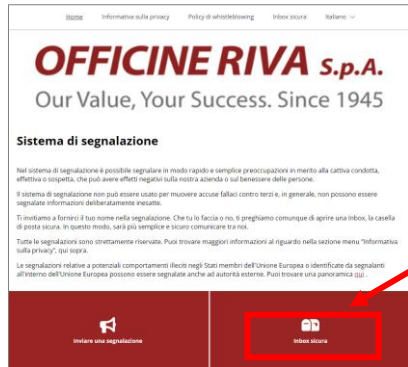 Home Informativa sulla privacy Policy di whistleblowing Inbox sicura Italiano
OFFICINE RIVA S.p.A.
Our Value, Your Success. Since 1945
Sistema di segnalazione
Nel sistema di segnalazione è possibile segnalare in modo rapido e semplice preoccupazioni in merito alla cattiva condotta,
effettiva o sospetta, che può avere effetti negativi sulla nostra azienda o sul benessere delle persone.
Il sistema di segnalazione non può essere usato per muovere accuse fallaci contro terzi e, in generale, non possono essere
segnalate informazioni deliberatamente inesatte.
Ti invitiamo a fornirci il tuo nome nella segnalazione. Che tu lo faccia o no, ti preghiamo comunque di aprire una Inbox, la casella
di posta sicura. In questo modo, sarà più semplice e sicuro comunicare tra noi.
Tutte le segnalazioni sono strettamente riservate. Puoi trovare maggiori informazioni al riguardo nella sezione menu "Informativa
sulla privacy", qui sopra.
Le segnalazioni relative a potenziali comportamenti illeciti negli Stati membri dell'Unione Europea o identificate da segnalanti
all'interno dell'Unione Europea possono essere segnalate anche ad autorità esterne. Puoi trovare una panoramica qui .
Inviare una segnalazione Inbox sicura